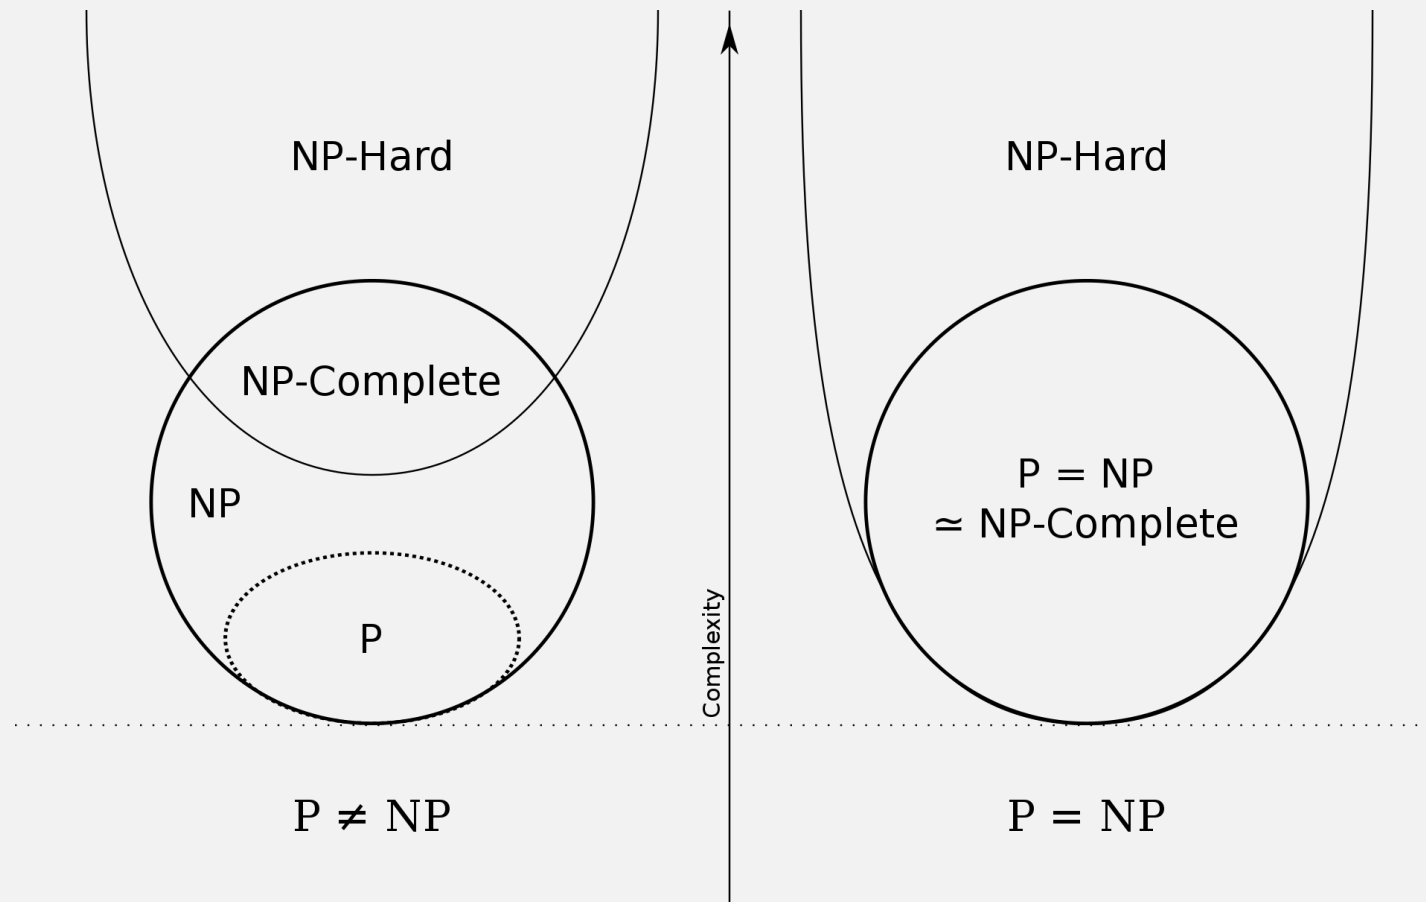 NP-Hard
NP-Complete
NP
P
P ≠ NP
Complexity
NP-Hard
P = NP
≃ NP-Complete
P = NP